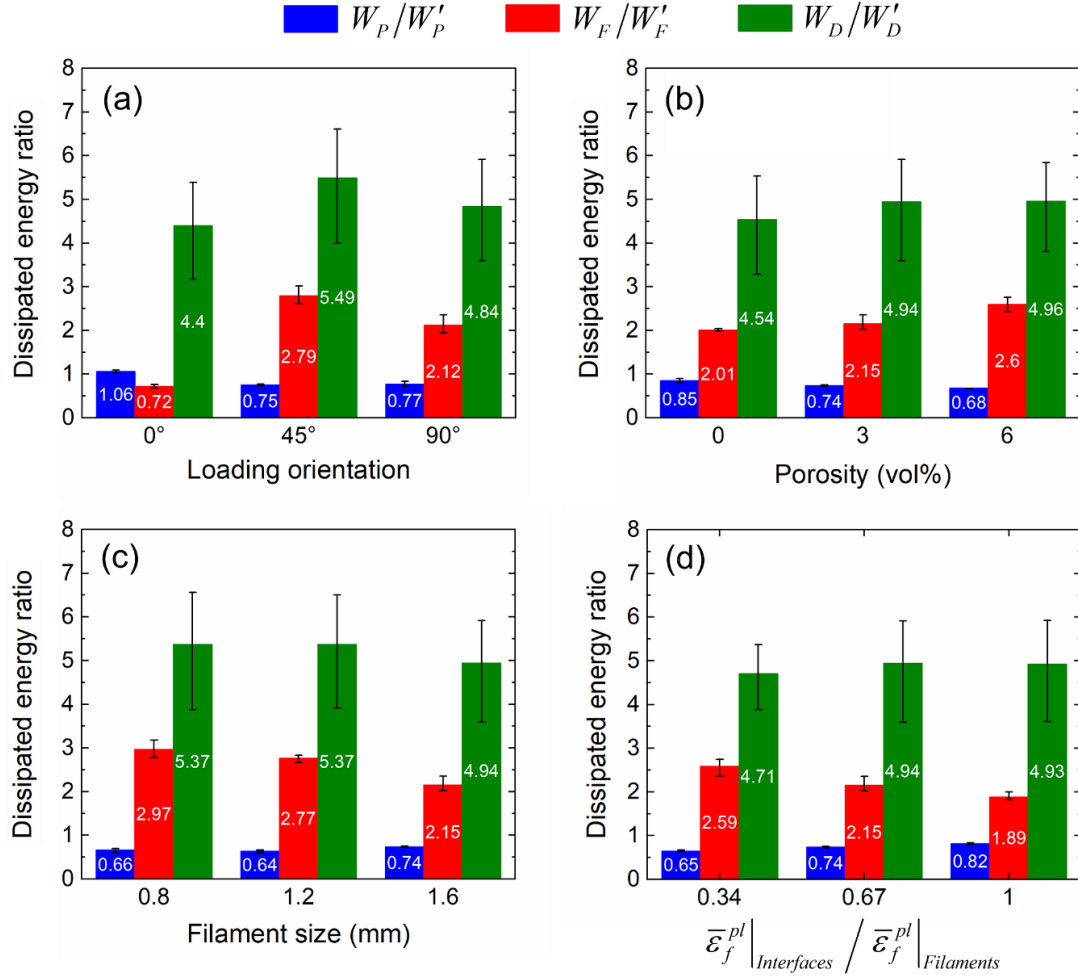 W_P/W'_P W_F/W'_F W_D/W'_D
(a)
Dissipated energy ratio
8
7
6
5
4
3
2
1
0
1.06 0.72 4.4
0.75 2.79 5.49
0.77 2.12 4.84
0° 45° 90°
Loading orientation
(b)
Dissipated energy ratio
8
7
6
5
4
3
2
1
0
0.85 2.01 4.54
0.74 2.15 4.94
0.68 2.6 4.96
0 3 6
Porosity (vol%)
(c)
Dissipated energy ratio
8
7
6
5
4
3
2
1
0
0.66 2.97 5.37
0.64 2.77 5.37
0.74 2.15 4.94
0.8 1.2 1.6
Filament size (mm)
(d)
Dissipated energy ratio
8
7
6
5
4
3
2
1
0
0.65 2.59 4.71
0.74 2.15 4.94
0.82 1.89 4.93
0.34 0.67 1
ε̅_f^pl|_Interfaces / ε̅_f^pl|_Filaments